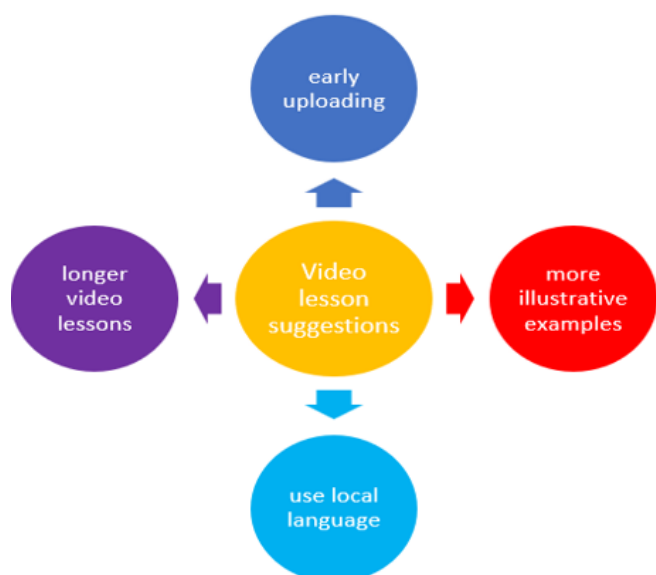 early
uploading
longer
video
lessons
Video
lesson
suggestions
more
illustrative
examples
use local
language